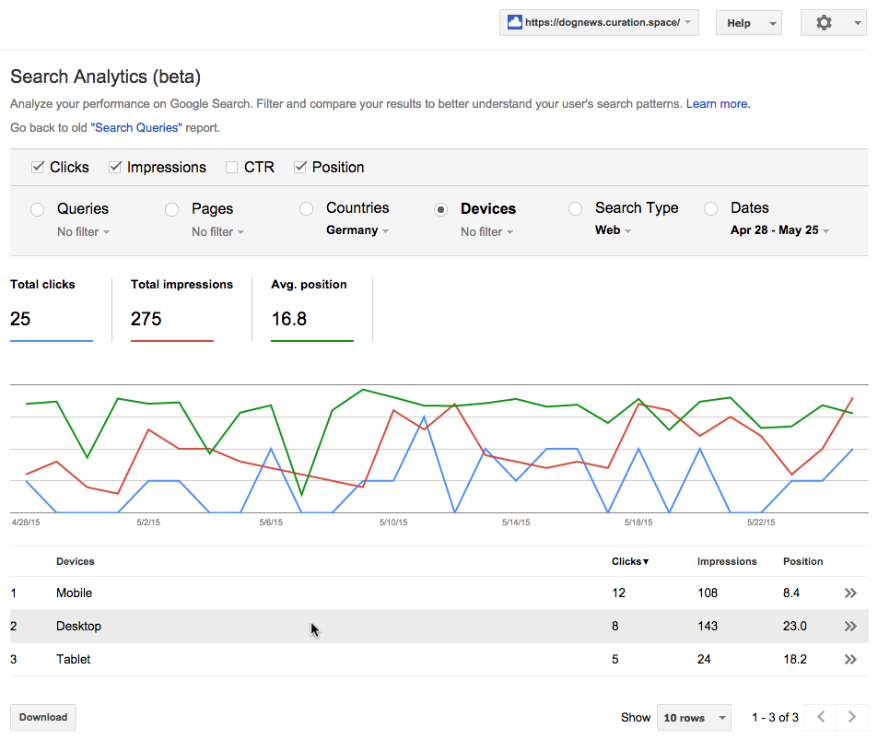 https://dognews.curation.space/ Help
Search Analytics (beta)
Analyze your performance on Google Search. Filter and compare your results to better understand your user's search patterns. Learn more.
Go back to old "Search Queries" report.
Clicks Impressions CTR Position
Queries Pages Countries Devices Search Type Dates
No filter No filter Germany No filter Web Apr 28 - May 25
Total clicks Total impressions Avg. position
25 275 16.8
4/28/15 5/2/15 5/6/15 5/10/15 5/14/15 5/18/15 5/22/15
Devices Clicks▼ Impressions Position
1 Mobile 12 108 8.4
2 Desktop 8 143 23.0
3 Tablet 5 24 18.2
Download Show 10 rows 1 - 3 of 3